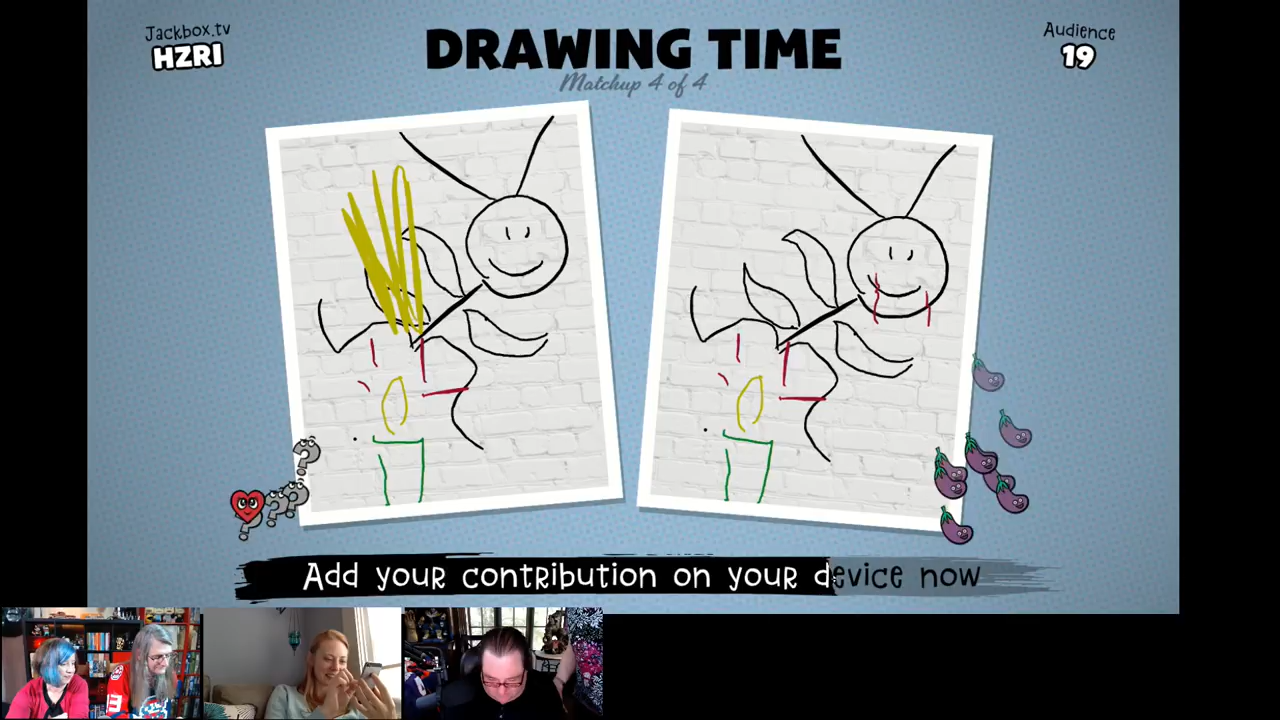 Jackbox.tv
HZRI
DRAWING TIME
Matchup 4 of 4
Audience
19
Add your contribution on your device now